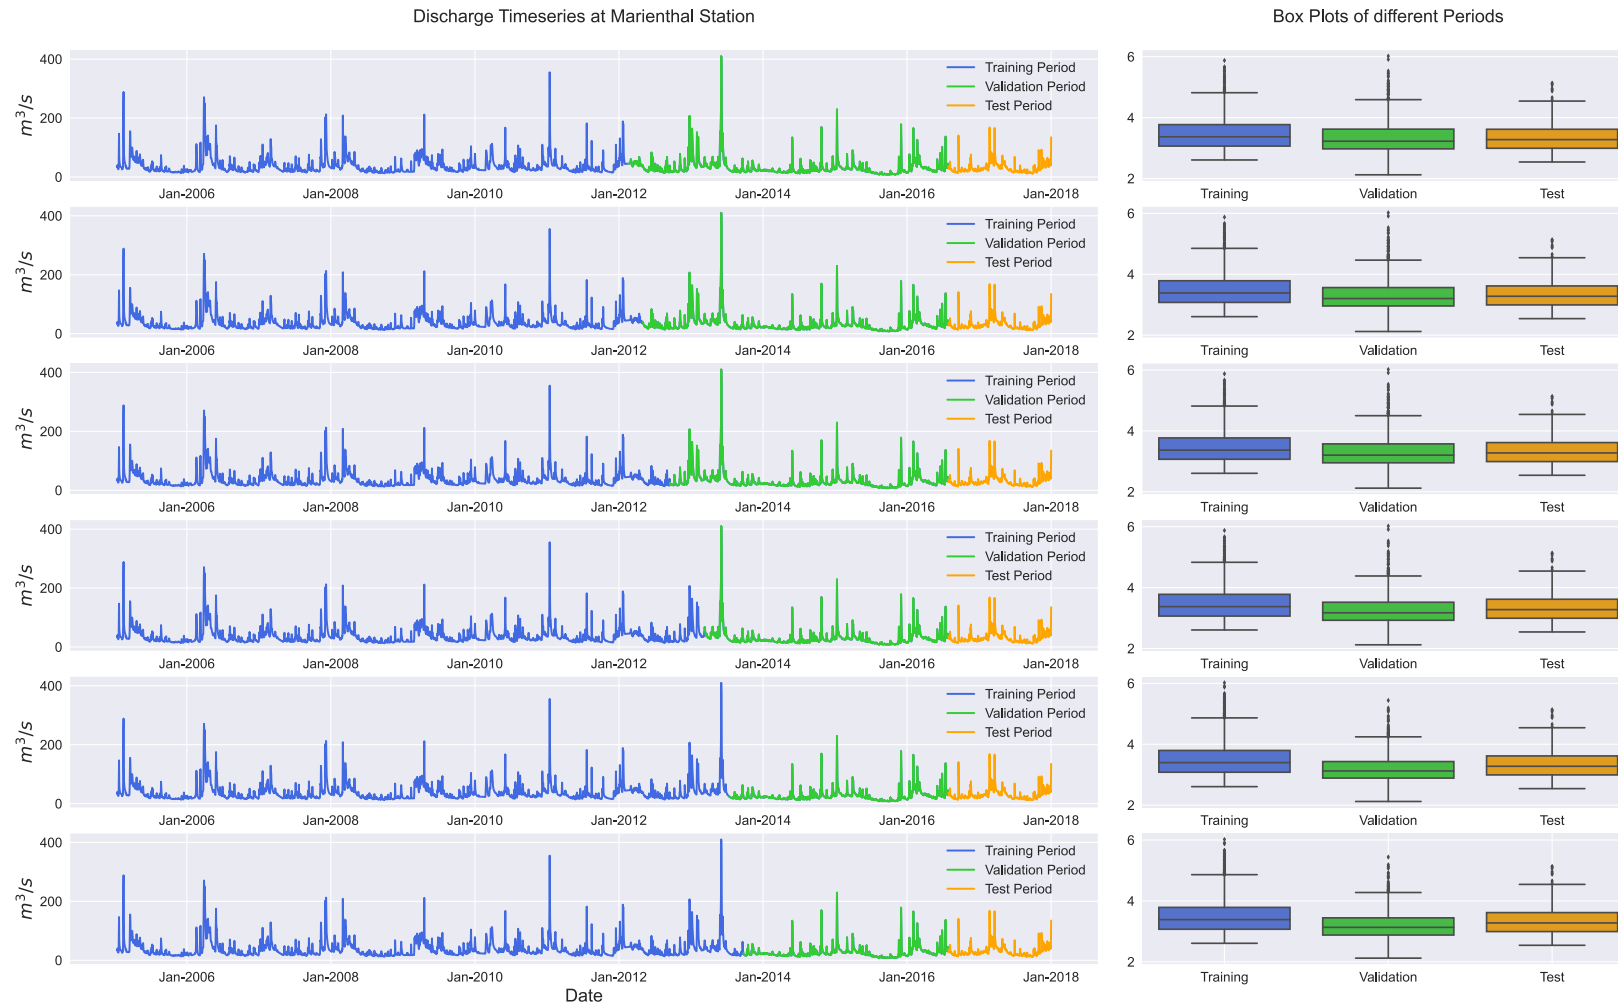 Discharge Timeseries at Marienthal Station
Box Plots of different Periods
m³/s
400
200
0
Training Period
Validation Period
Test Period
Jan-2006 Jan-2008 Jan-2010 Jan-2012 Jan-2014 Jan-2016 Jan-2018
6
4
2
Training Validation Test
m³/s
400
200
0
Training Period
Validation Period
Test Period
Jan-2006 Jan-2008 Jan-2010 Jan-2012 Jan-2014 Jan-2016 Jan-2018
6
4
2
Training Validation Test
m³/s
400
200
0
Training Period
Validation Period
Test Period
Jan-2006 Jan-2008 Jan-2010 Jan-2012 Jan-2014 Jan-2016 Jan-2018
6
4
2
Training Validation Test
m³/s
400
200
0
Training Period
Validation Period
Test Period
Jan-2006 Jan-2008 Jan-2010 Jan-2012 Jan-2014 Jan-2016 Jan-2018
6
4
2
Training Validation Test
m³/s
400
200
0
Training Period
Validation Period
Test Period
Jan-2006 Jan-2008 Jan-2010 Jan-2012 Jan-2014 Jan-2016 Jan-2018
6
4
2
Training Validation Test
m³/s
400
200
0
Training Period
Validation Period
Test Period
Jan-2006 Jan-2008 Jan-2010 Jan-2012 Jan-2014 Jan-2016 Jan-2018
Date
6
4
2
Training Validation Test